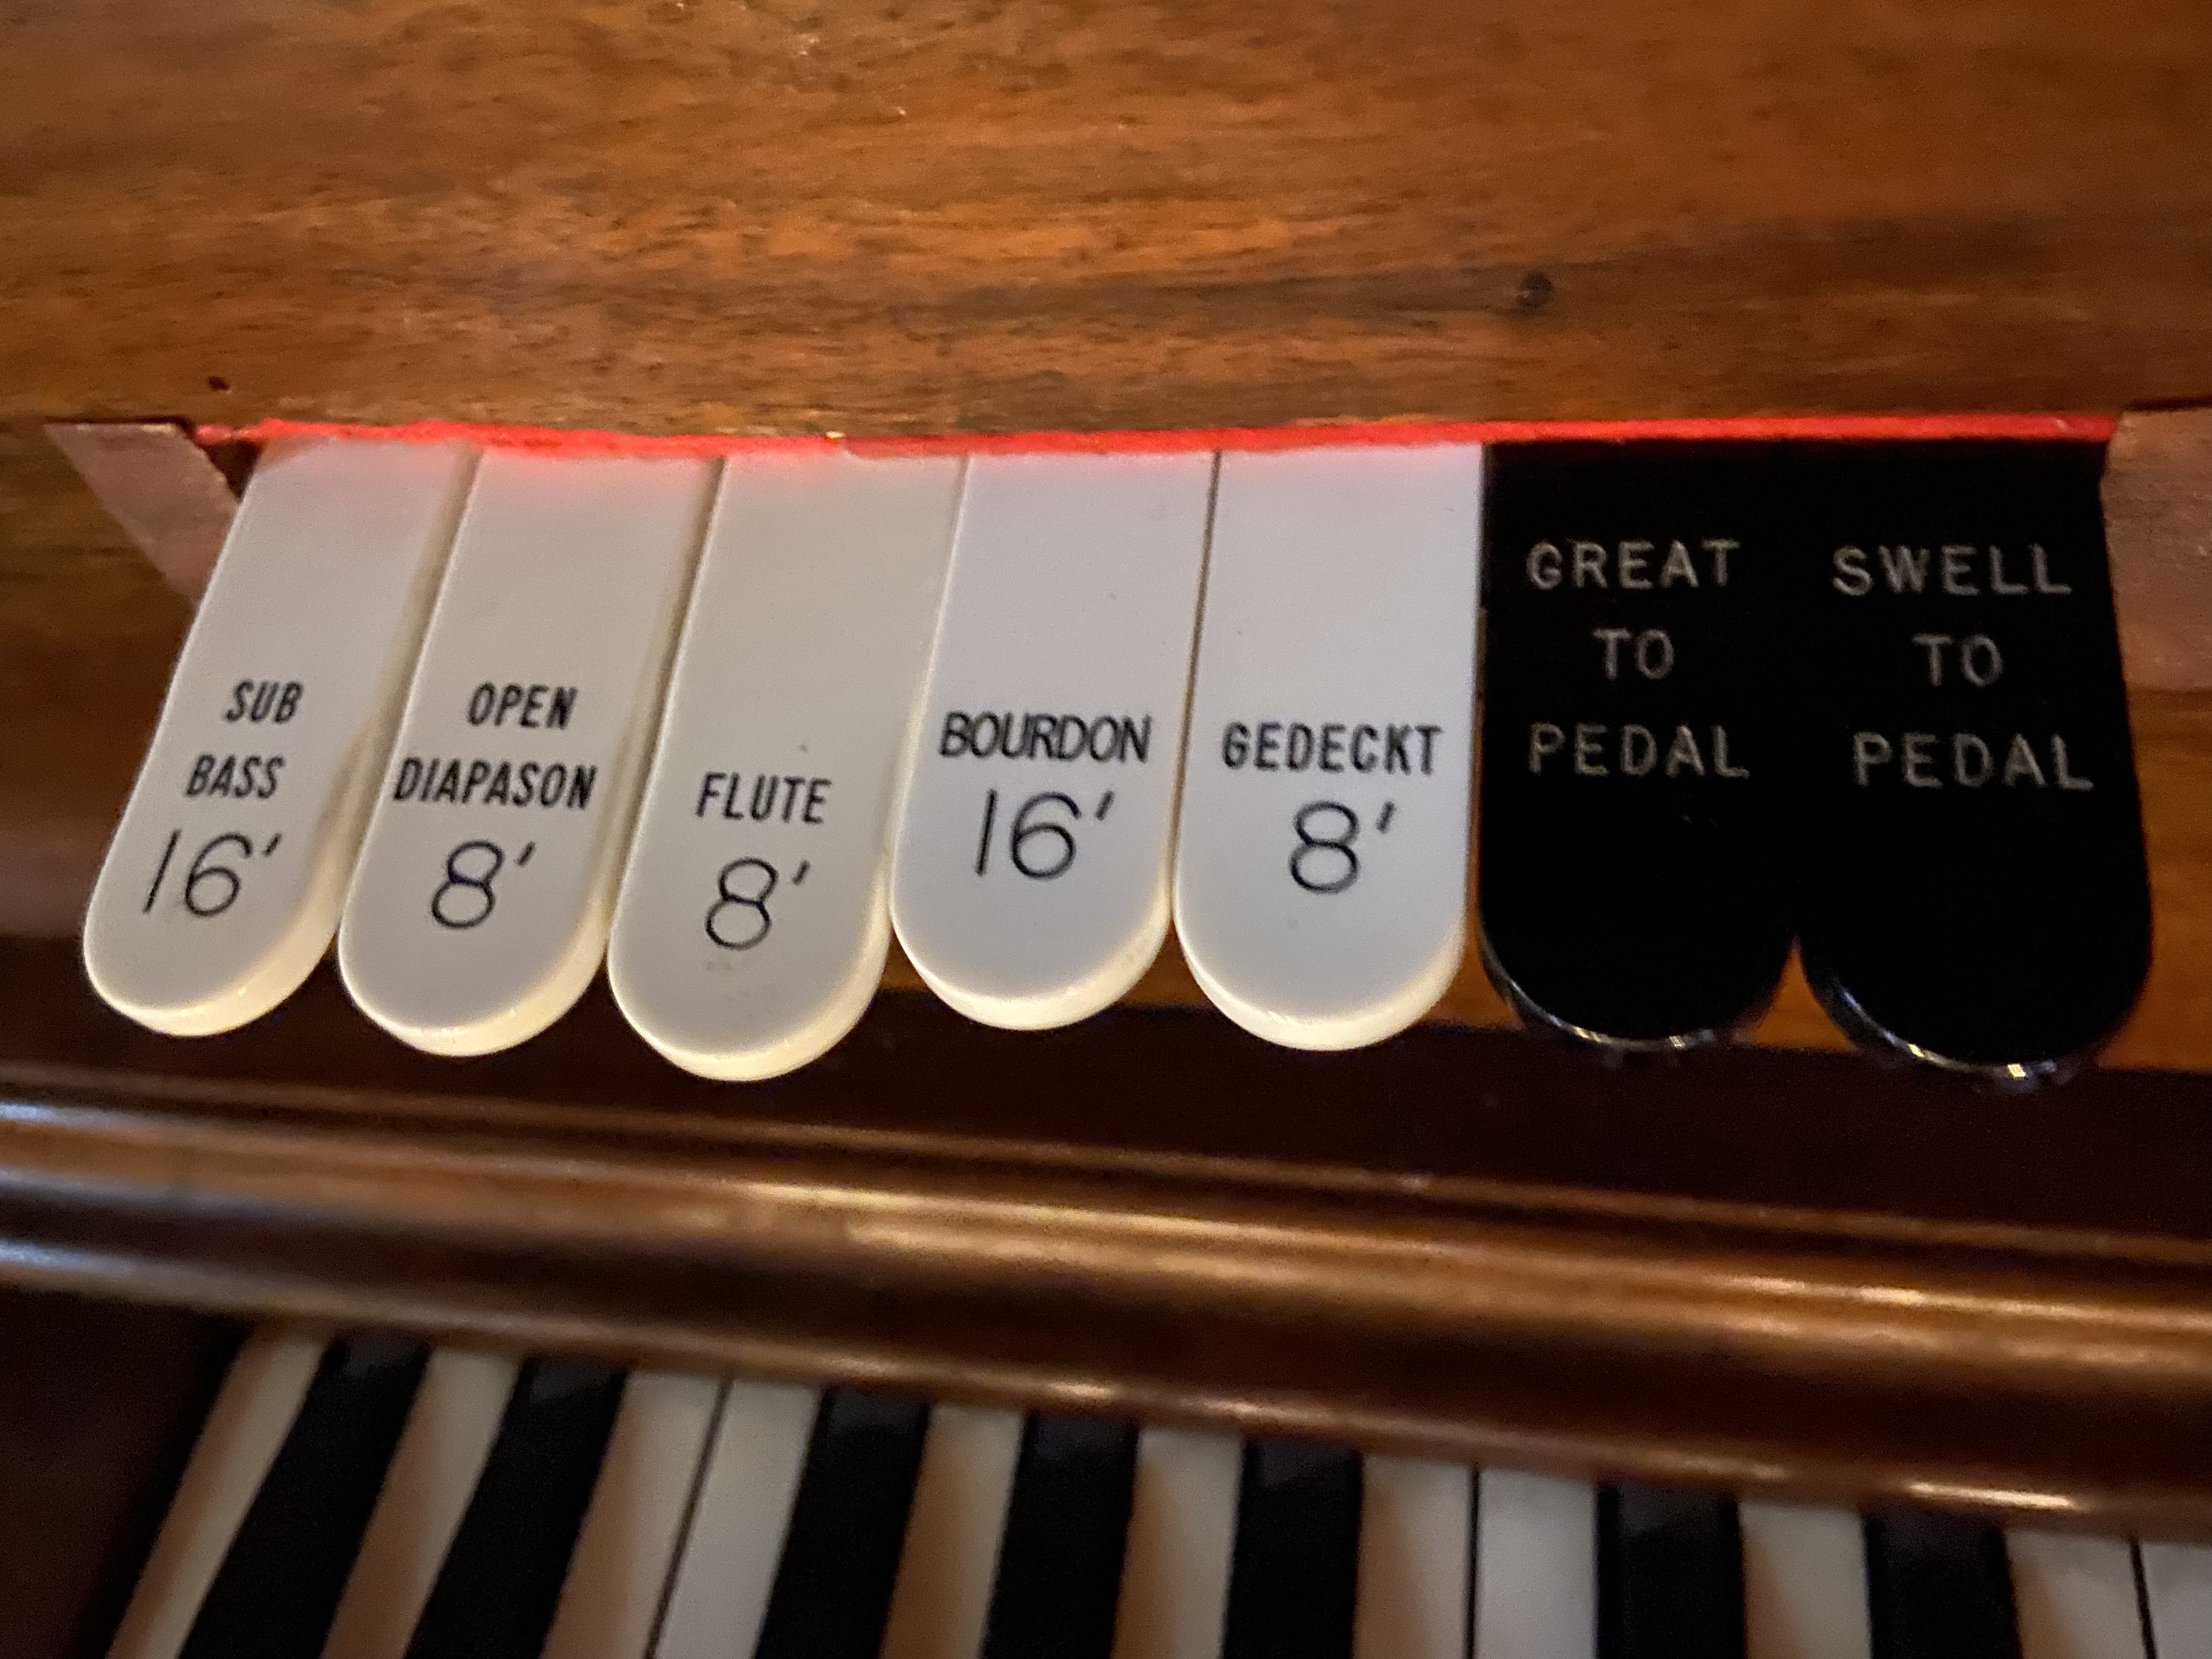 SUB
BASS
16'
OPEN
DIAPASON
8'
FLUTE
8'
BOURDON
16'
GEDECKT
8'
GREAT
TO
PEDAL
SWELL
TO
PEDAL